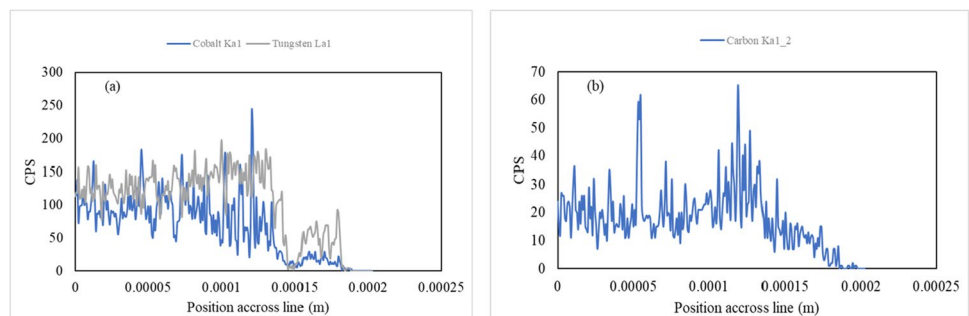 Cobalt Ka1 Tungsten La1
(a)
300
250
200
150
100
50
0
CPS
0 0.00005 0.0001 0.00015 0.0002 0.00025
Position accross line (m)
Carbon Ka1_2
(b)
70
60
50
40
30
20
10
0
CPS
0 0.00005 0.0001 0.00015 0.0002 0.00025
Position accross line (m)